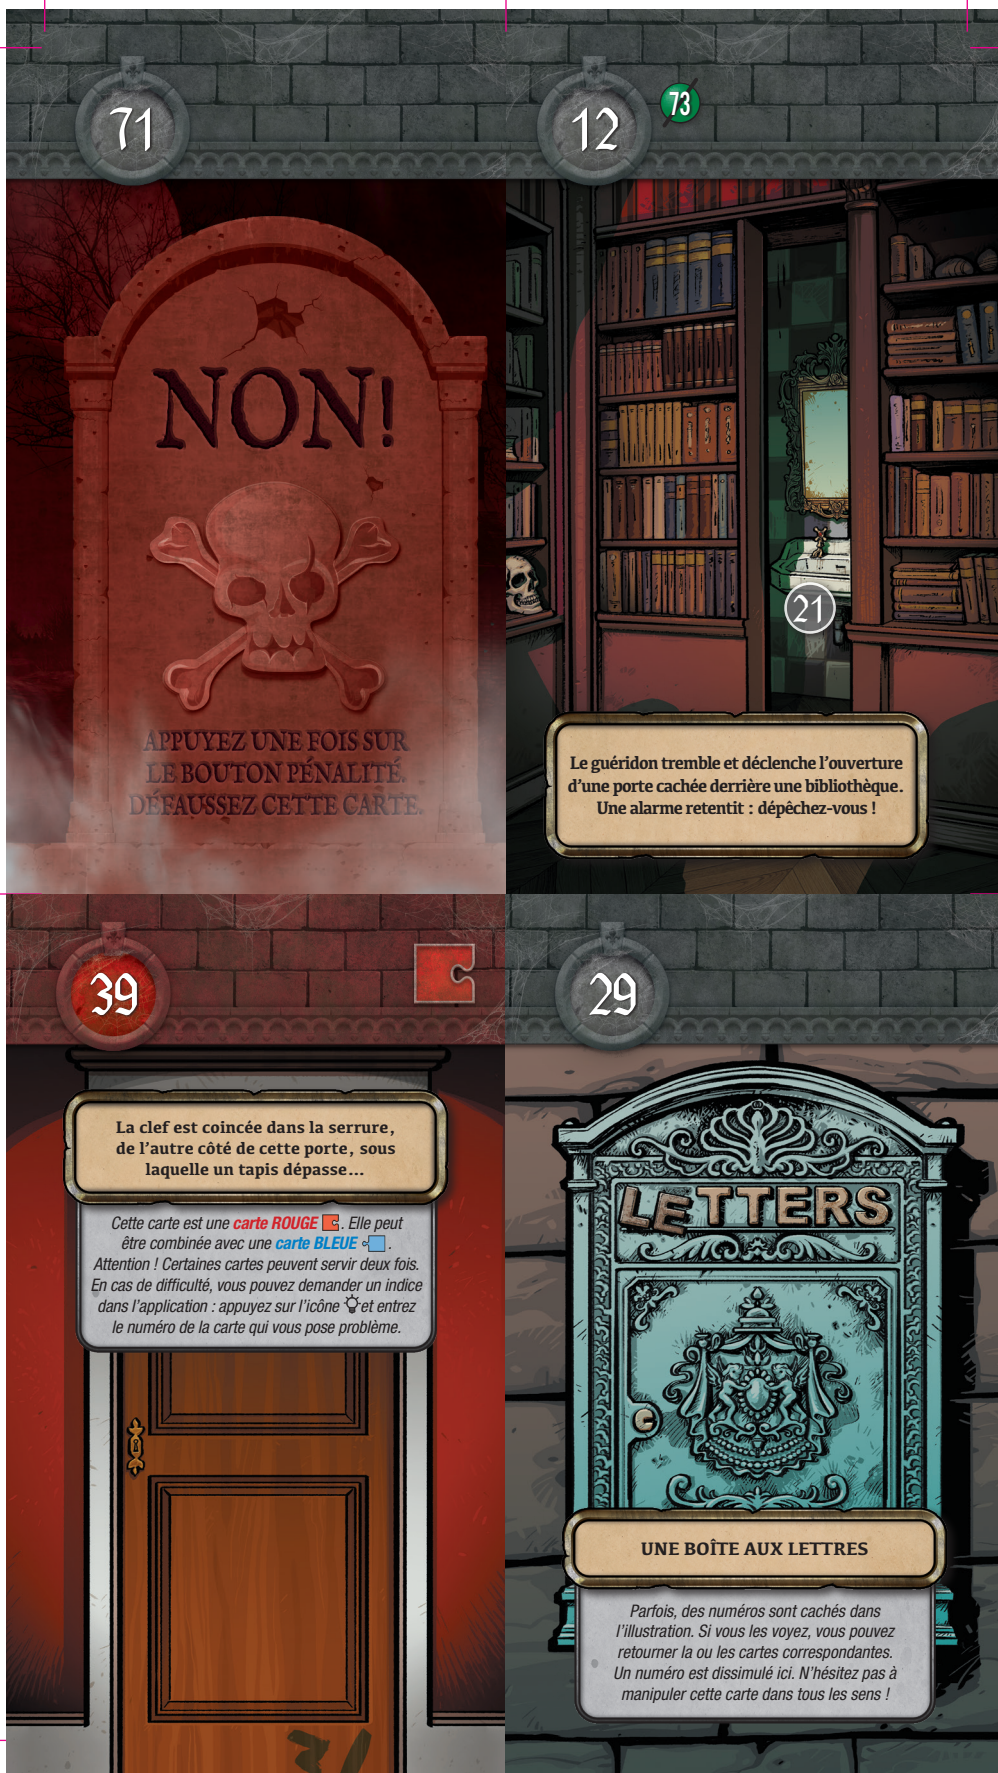 71
NON!
APPUYEZ UNE FOIS SUR
LE BOUTON PÉNALITÉ.
DÉFAUSSEZ CETTE CARTE.
12
73
21
Le guéridon tremble et déclenche l'ouverture
d'une porte cachée derrière une bibliothèque.
Une alarme retentit : dépêchez-vous !
39
La clef est coincée dans la serrure,
de l'autre côté de cette porte, sous
laquelle un tapis dépasse...
Cette carte est une carte ROUGE. Elle peut
être combinée avec une carte BLEUE.
Attention ! Certaines cartes peuvent servir deux fois.
En cas de difficulté, vous pouvez demander un indice
dans l'application : appuyez sur l'icône et entrez
le numéro de la carte qui vous pose problème.
29
LETTERS
UNE BOÎTE AUX LETTRES
Parfois, des numéros sont cachés dans
l'illustration. Si vous les voyez, vous pouvez
retourner la ou les cartes correspondantes.
Un numéro est dissimulé ici. N'hésitez pas à
manipuler cette carte dans tous les sens !